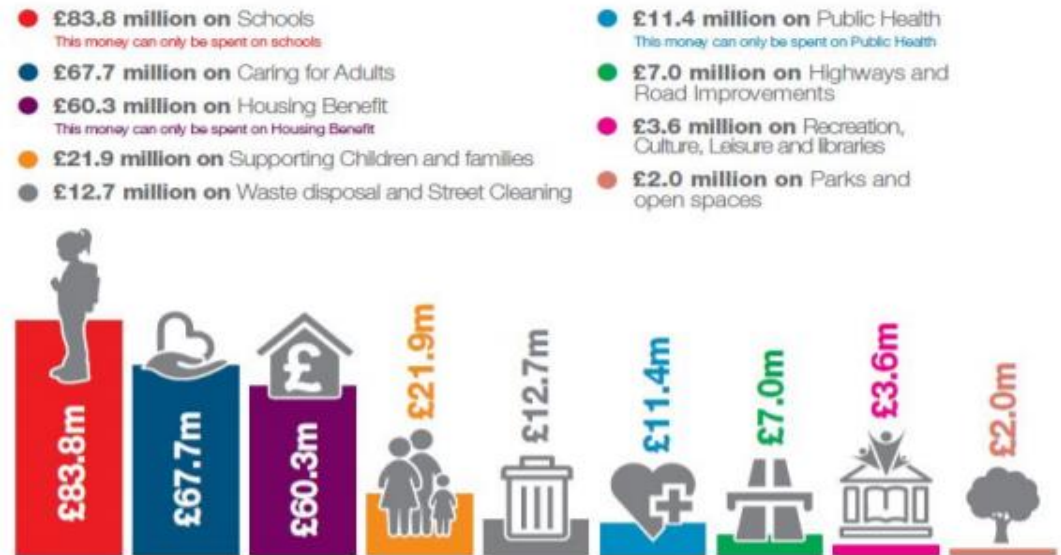 £83.8 million on Schools
This money can only be spent on schools
£67.7 million on Caring for Adults
£60.3 million on Housing Benefit
This money can only be spent on Housing Benefit
£21.9 million on Supporting Children and families
£12.7 million on Waste disposal and Street Cleaning
£11.4 million on Public Health
This money can only be spent on Public Health
£7.0 million on Highways and
Road Improvements
£3.6 million on Recreation,
Culture, Leisure and libraries
£2.0 million on Parks and
open spaces
£83.8m
£67.7m
£
£60.3m
£21.9m
£12.7m
£11.4m
£7.0m
£3.6m
£2.0m